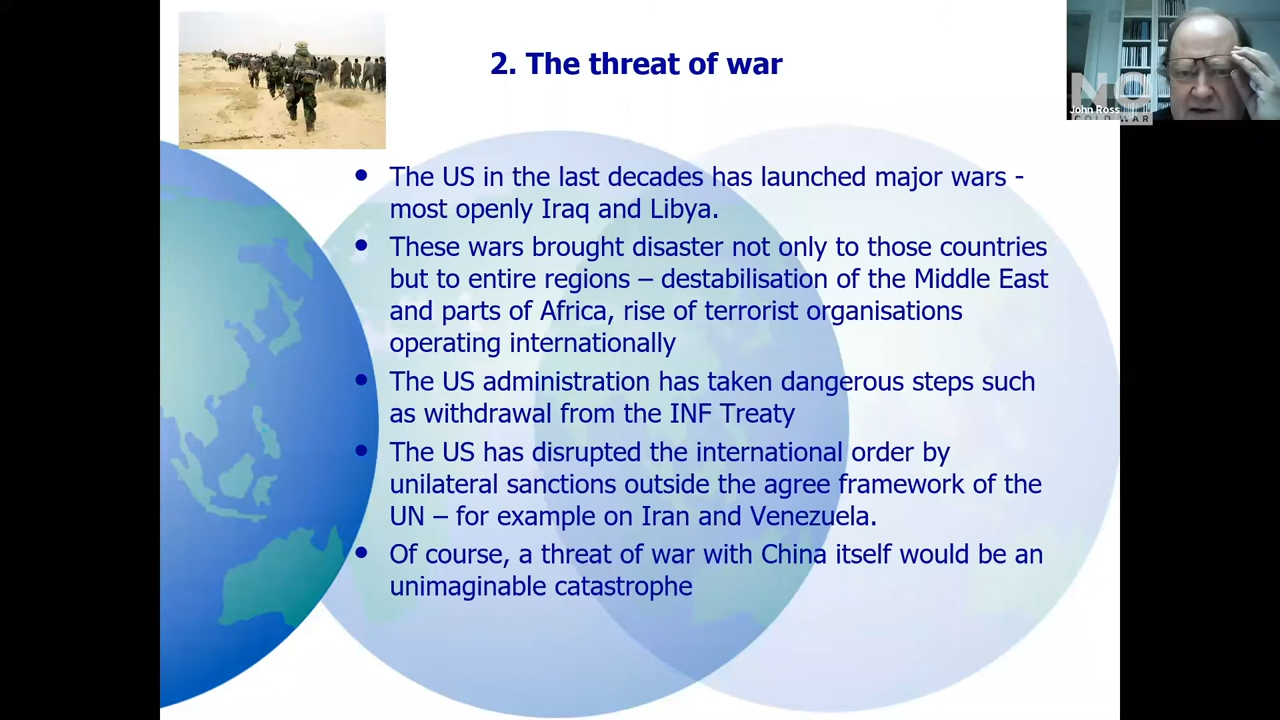 2. The threat of war
NO
John Ross
COLD WAR
• The US in the last decades has launched major wars -
most openly Iraq and Libya.
• These wars brought disaster not only to those countries
but to entire regions – destabilisation of the Middle East
and parts of Africa, rise of terrorist organisations
operating internationally
• The US administration has taken dangerous steps such
as withdrawal from the INF Treaty
• The US has disrupted the international order by
unilateral sanctions outside the agree framework of the
UN – for example on Iran and Venezuela.
• Of course, a threat of war with China itself would be an
unimaginable catastrophe